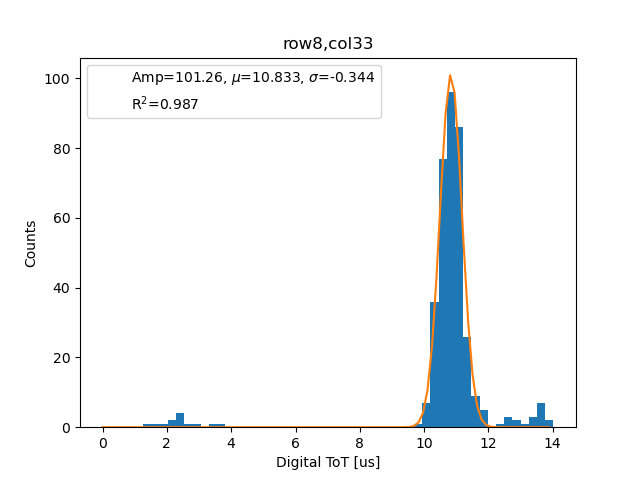 row8,col33
Amp=101.26, μ=10.833, σ=-0.344
R²=0.987
Counts
100
80
60
40
20
0
0 2 4 6 8 10 12 14
Digital ToT [us]